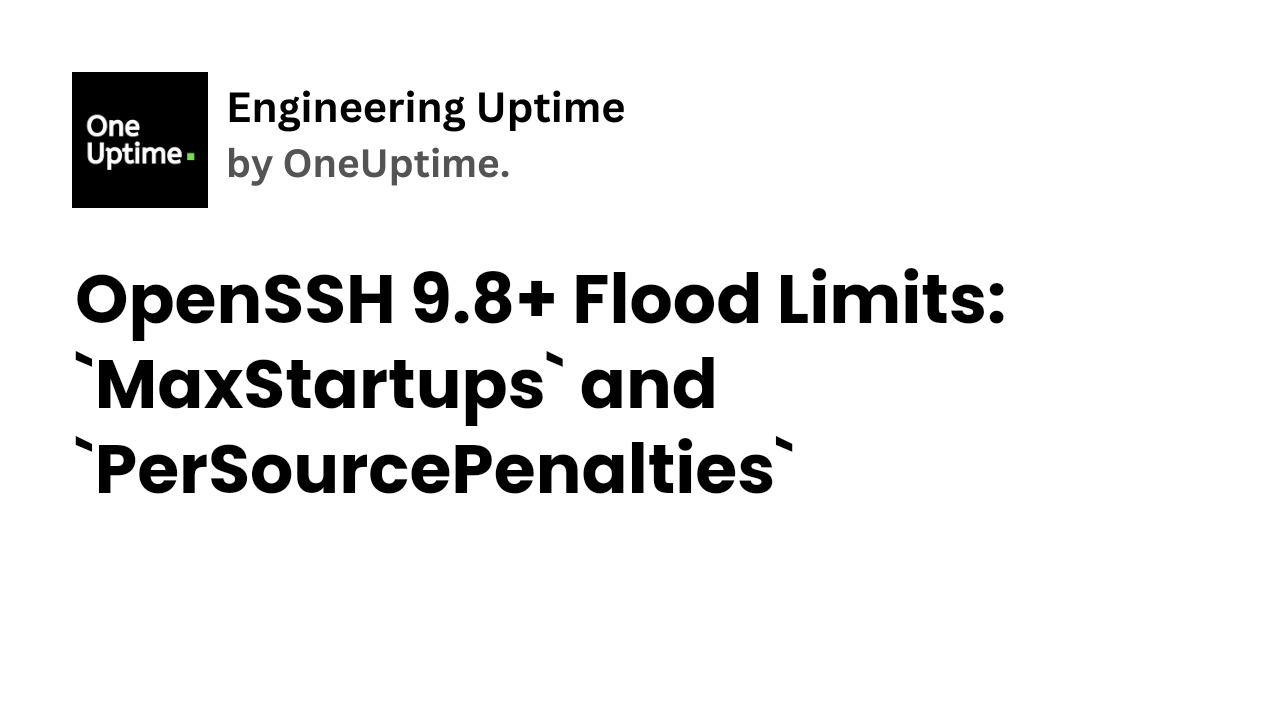 One
Uptime.
Engineering Uptime
by OneUptime.
OpenSSH 9.8+ Flood Limits:
`MaxStartups` and
`PerSourcePenalties`